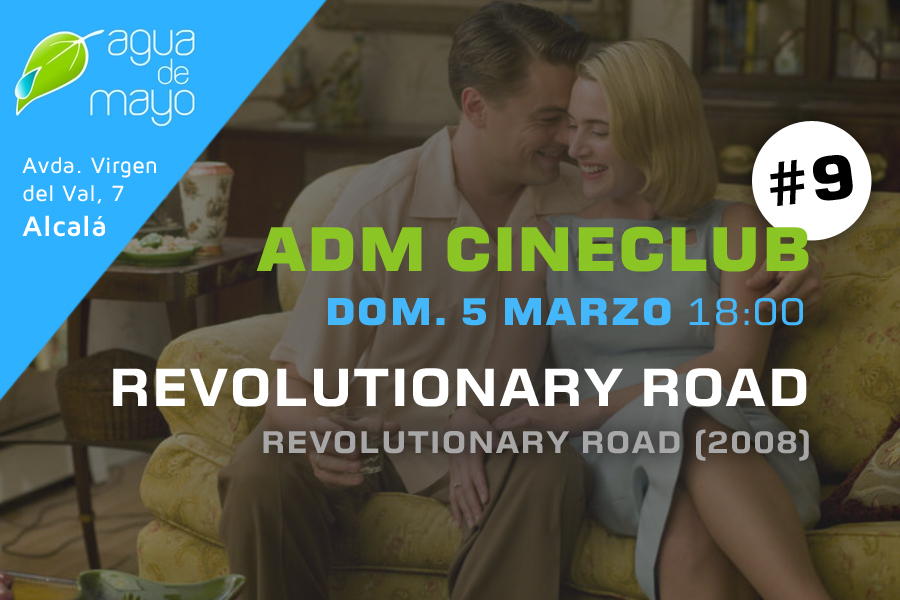 agua
de
mayo
Avda. Virgen
del Val, 7
Alcalá
#9
ADM CINECLUB
DOM. 5 MARZO 18:00
REVOLUTIONARY ROAD
REVOLUTIONARY ROAD (2008)